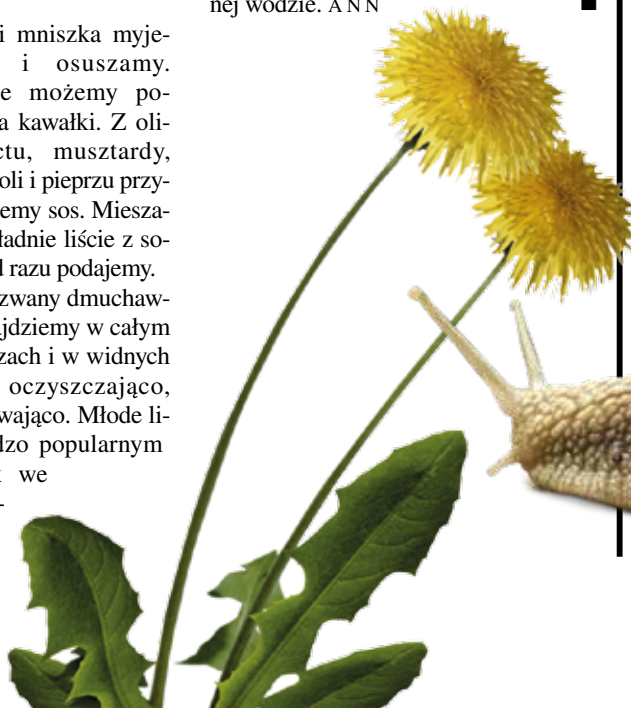 i mniszka myje-
i osuszamy.
e możemy po-
a kawałki. Z oli-
ctu, musztardy,
oli i pieprzu przy-
emy sos. Miesza-
ładnie liście z so-
d razu podajemy.
zwany dmuchaw-
jdziemy w całym
zach i w widnych
oczyszczająco,
wająco. Młode li-
dzo popularnym
we
-
nej wodzie. ANN